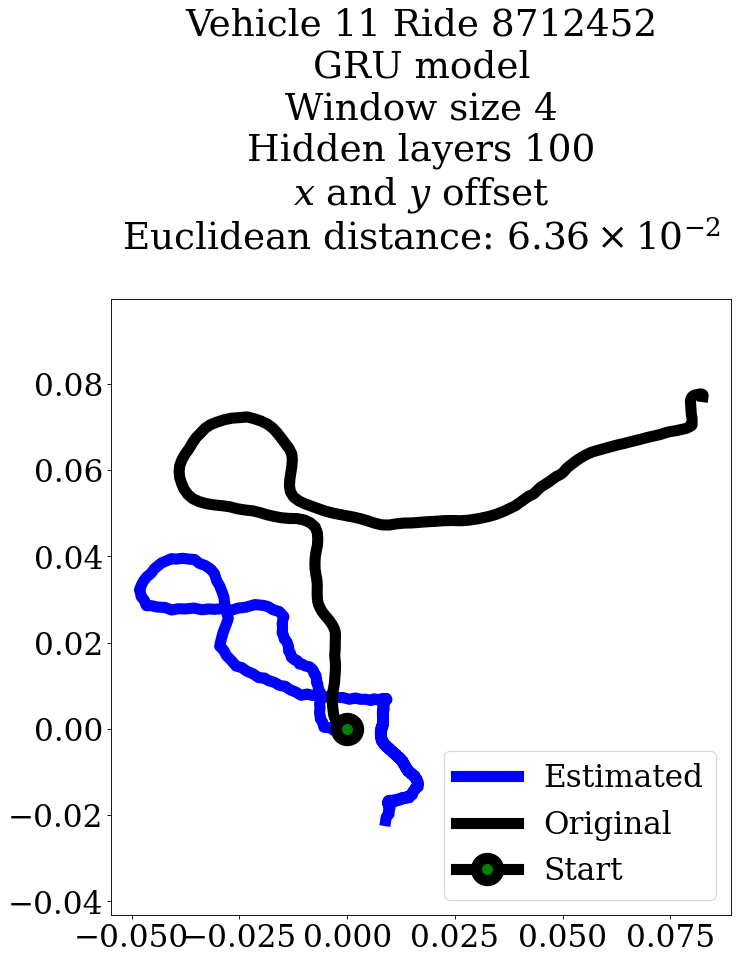 Vehicle 11 Ride 8712452
GRU model
Window size 4
Hidden layers 100
x and y offset
Euclidean distance: 6.36 × 10⁻²
0.08
0.06
0.04
0.02
0.00
−0.02
−0.04
−0.050 −0.025 0.000 0.025 0.050 0.075
Estimated
Original
Start